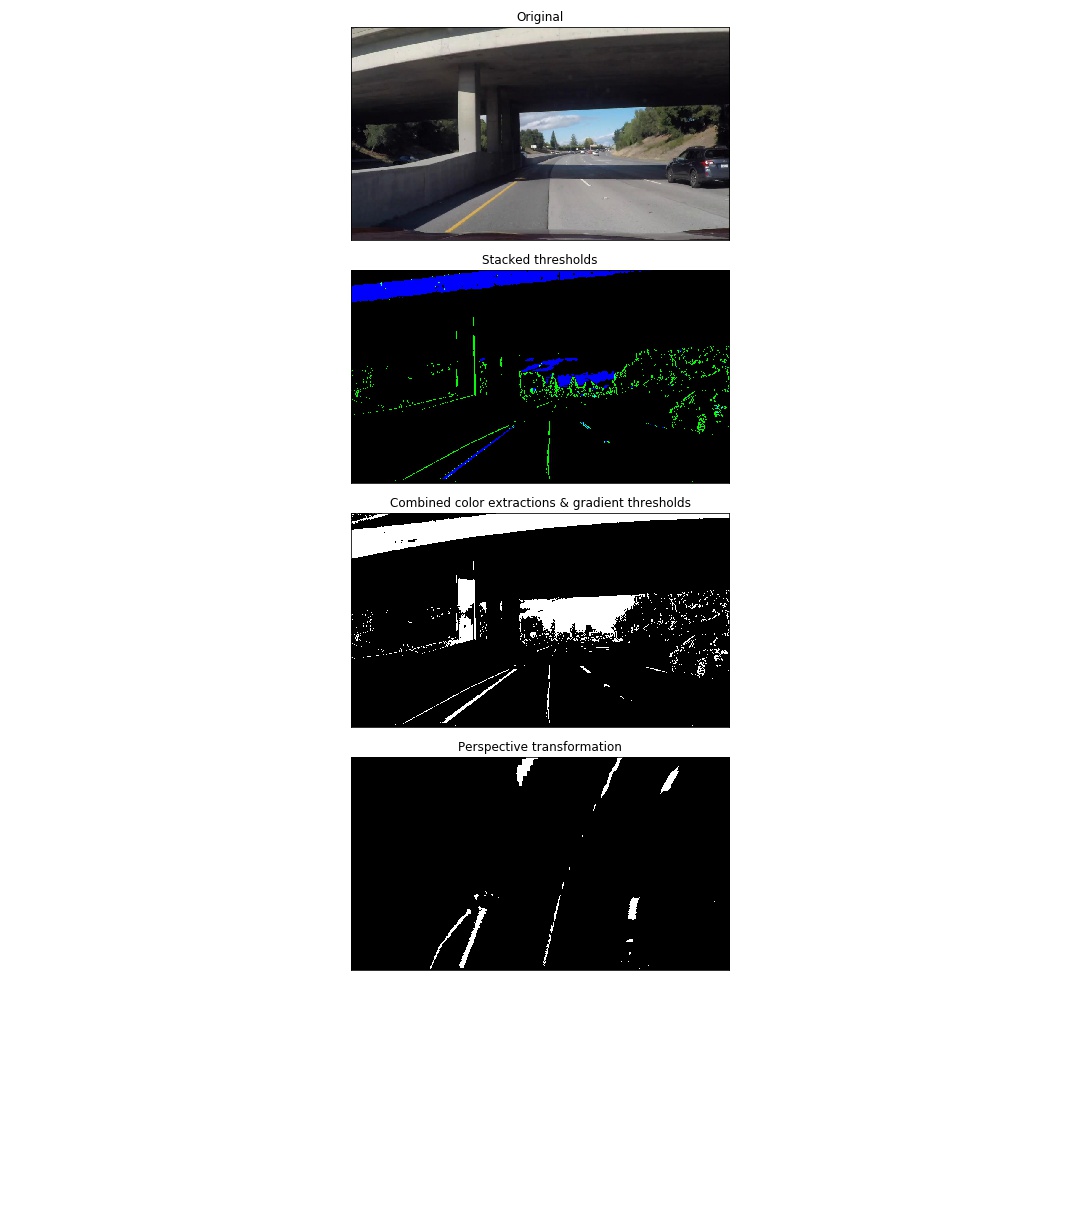 Original
Stacked thresholds
Combined color extractions & gradient thresholds
Perspective transformation